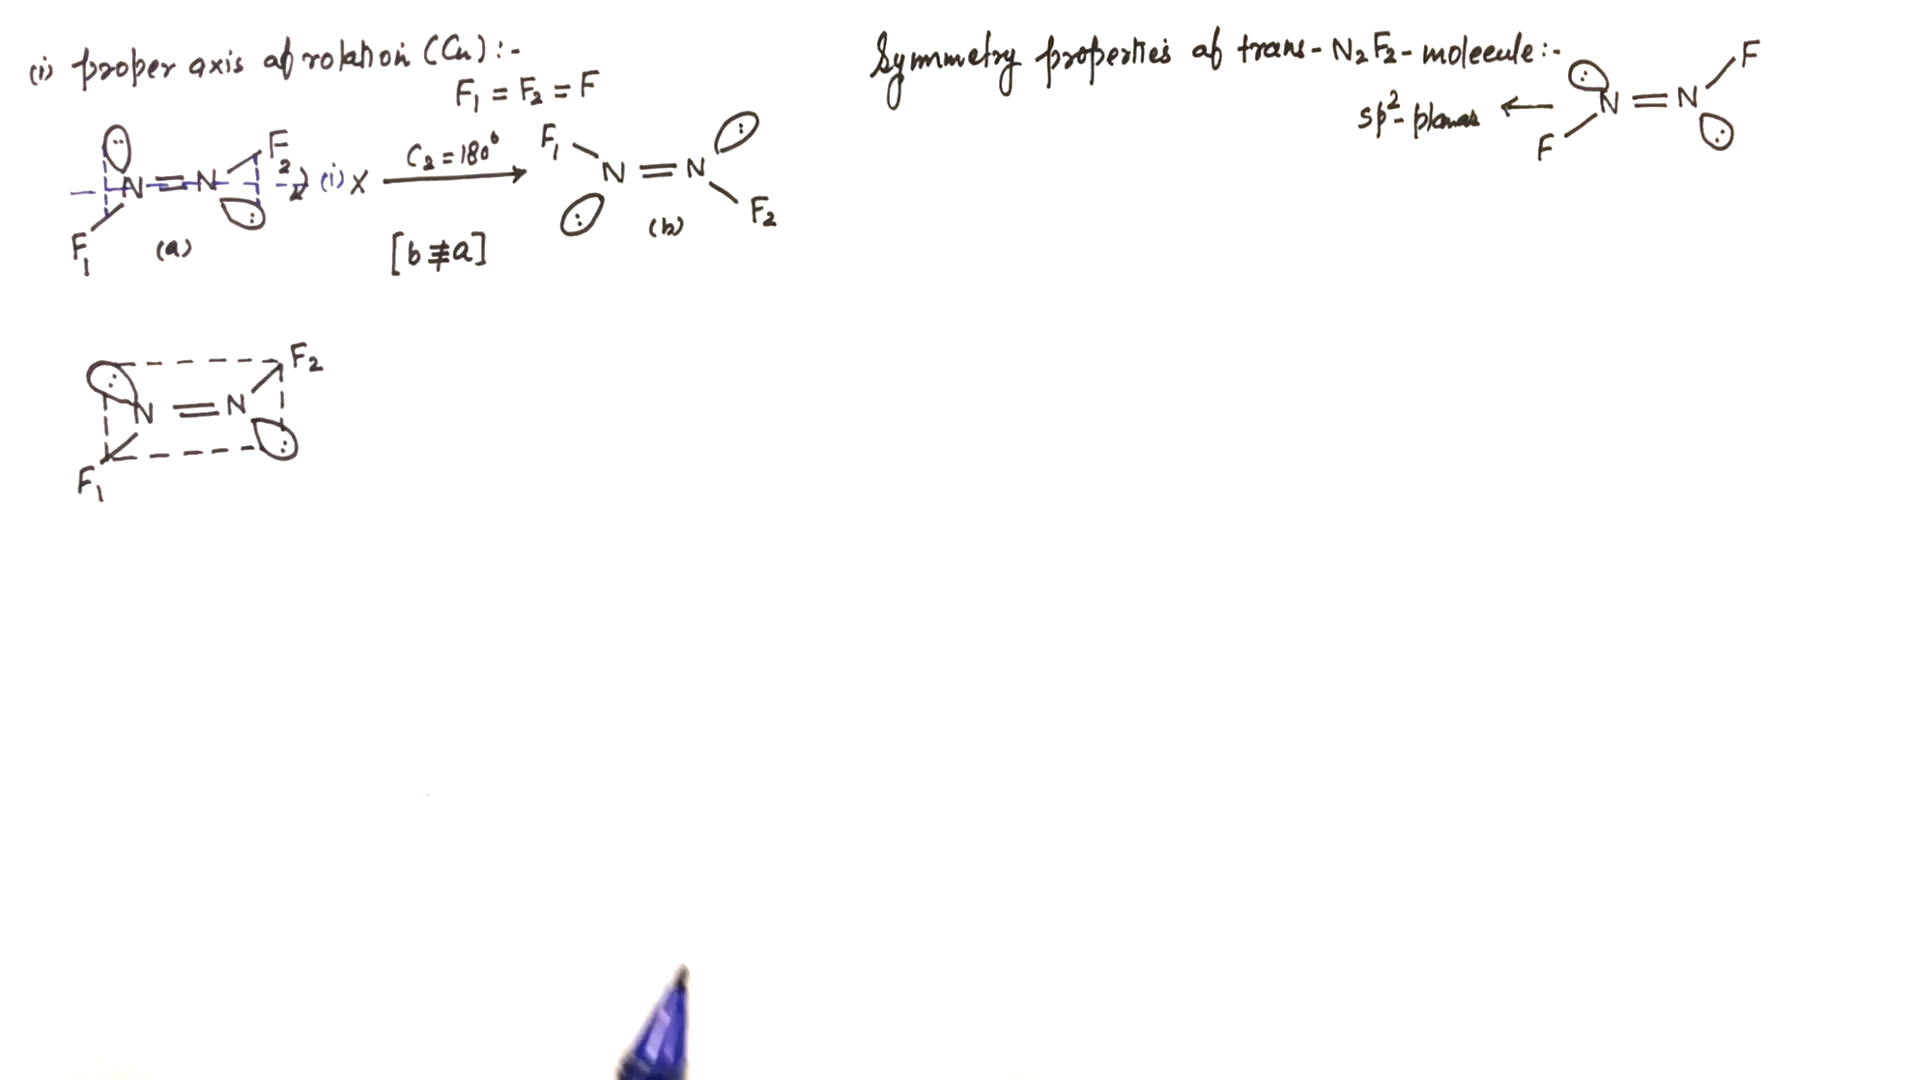 (i) proper axis of rotation (Cn) :-
F1 = F2 = F
F2
N = N
F1
(a)
(i) X
C2 = 180°
[b ≢ a]
F1
N = N
F2
(b)
Symmetry properties of trans - N2F2 - molecule :-
sp2- planar ←
F
N = N
F
F2
N = N
F1